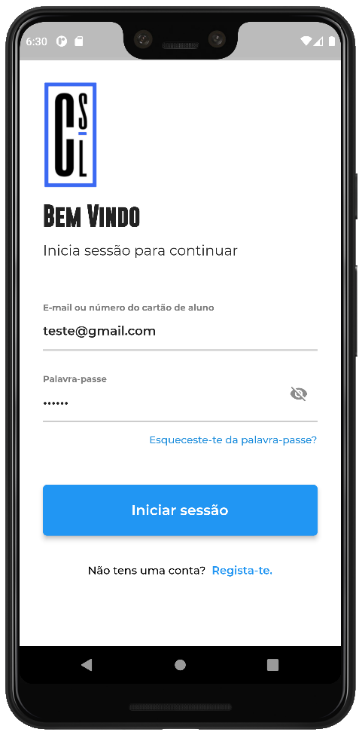 6:30
CSL
Bem Vindo
Inicia sessão para continuar
E-mail ou número do cartão de aluno
teste@gmail.com
Palavra-passe
••••••
Esqueceste-te da palavra-passe?
Iniciar sessão
Não tens uma conta? Regista-te.